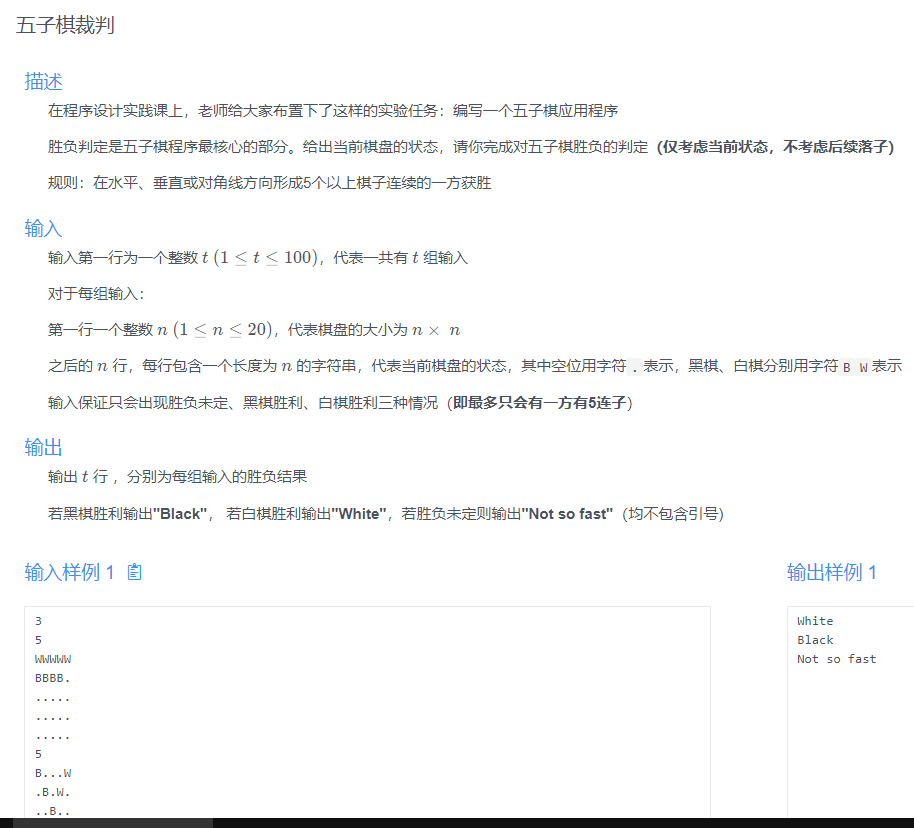 五子棋裁判
描述
在程序设计实践课上，老师给大家布置下了这样的实验任务：编写一个五子棋应用程序
胜负判定是五子棋程序最核心的部分。给出当前棋盘的状态，请你完成对五子棋胜负的判定（仅考虑当前状态，不考虑后续落子）
规则：在水平、垂直或对角线方向形成5个以上棋子连续的一方获胜
输入
输入第一行为一个整数 t (1 ≤ t ≤ 100)，代表一共有 t 组输入
对于每组输入：
第一行一个整数 n (1 ≤ n ≤ 20)，代表棋盘的大小为 n × n
之后的 n 行，每行包含一个长度为 n 的字符串，代表当前棋盘的状态，其中空位用字符 . 表示，黑棋、白棋分别用字符 B W 表示
输入保证只会出现胜负未定、黑棋胜利、白棋胜利三种情况（即最多只会有一方有5连子）
输出
输出 t 行 ，分别为每组输入的胜负结果
若黑棋胜利输出"Black"， 若白棋胜利输出"White"，若胜负未定则输出"Not so fast"（均不包含引号）
输入样例 1
3
5
WWWWW
BBBB.
.....
.....
.....
5
B...W
.B.W.
..B..
输出样例 1
White
Black
Not so fast